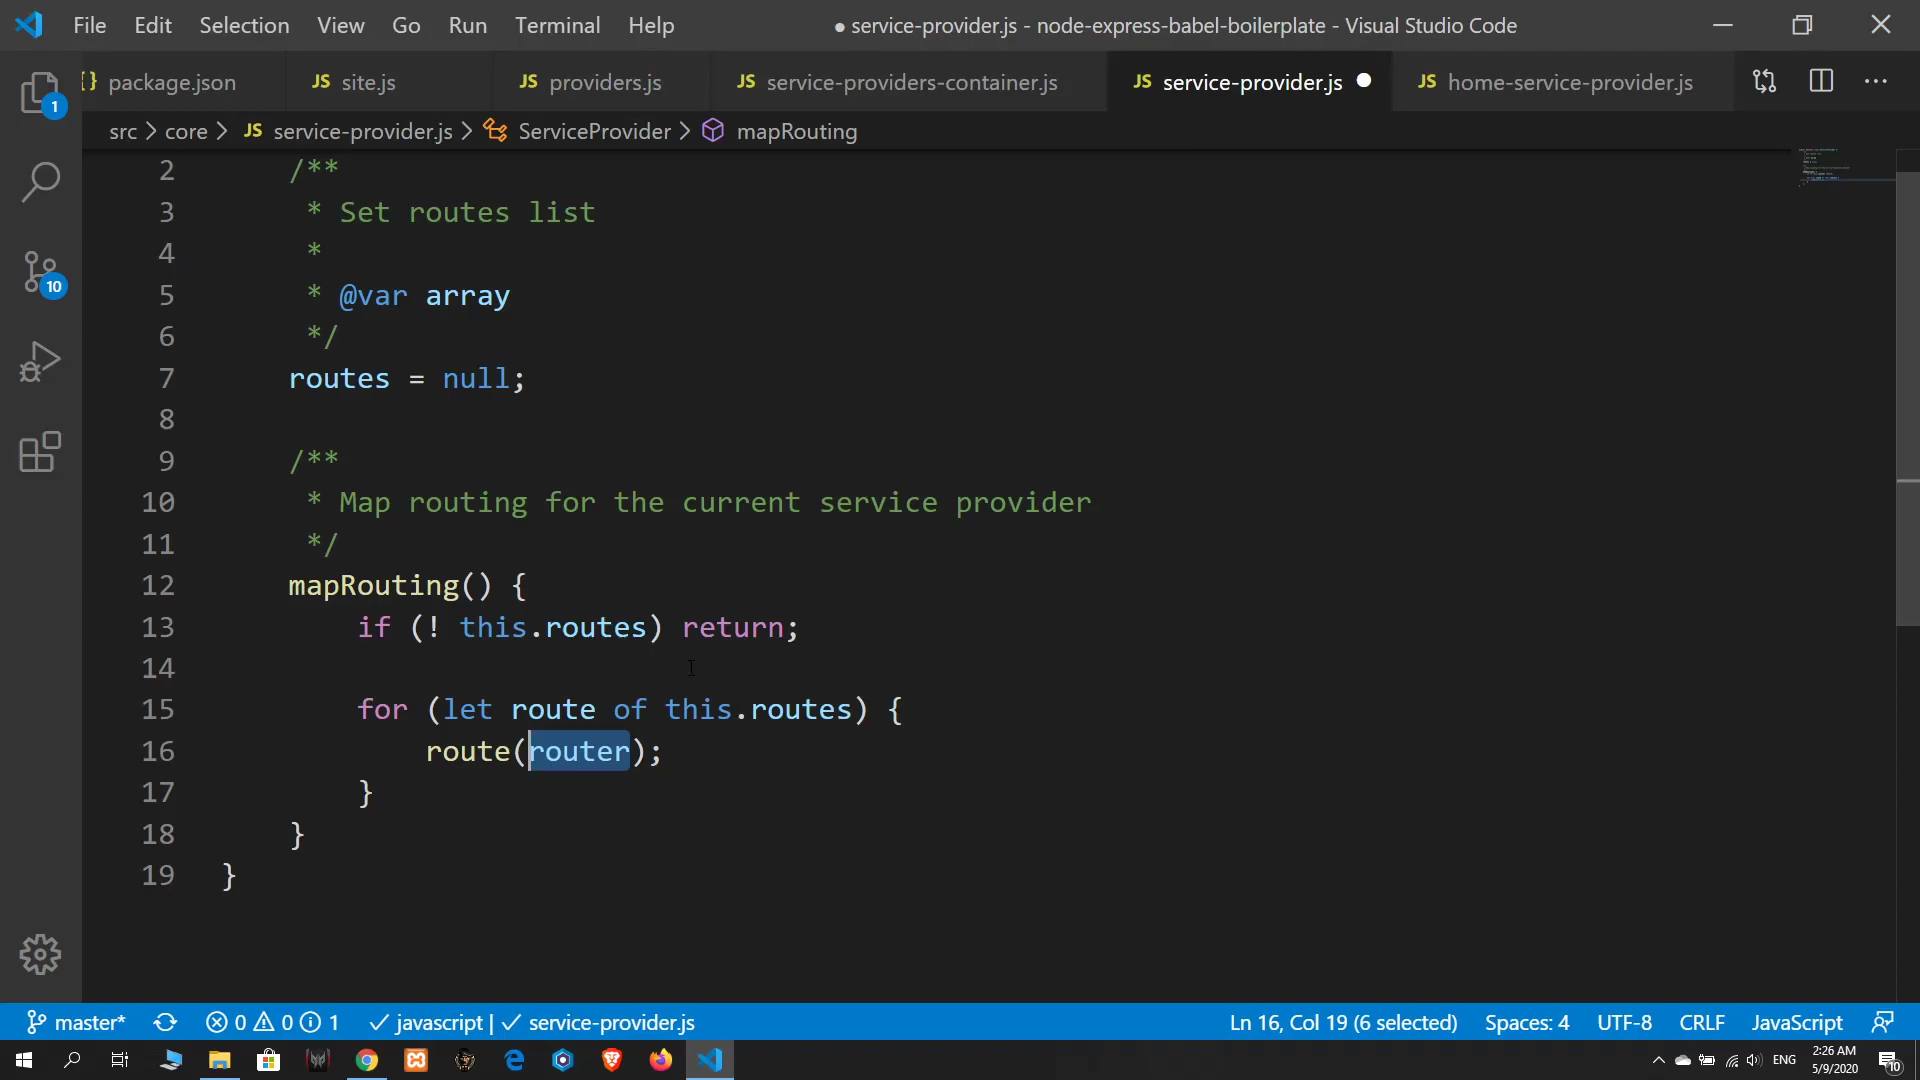 File Edit Selection View Go Run Terminal Help ● service-provider.js - node-express-babel-boilerplate - Visual Studio Code
{} package.json JS site.js JS providers.js JS service-providers-container.js JS service-provider.js ● JS home-service-provider.js ···
src > core > JS service-provider.js > ServiceProvider > mapRouting
1
10
2 /**
3 * Set routes list
4 *
5 * @var array
6 */
7 routes = null;
8
9 /**
10 * Map routing for the current service provider
11 */
12 mapRouting() {
13 if (! this.routes) return;
14
15 for (let route of this.routes) {
16 route(router);
17 }
18 }
19 }
master* 0 0 1 javascript | service-provider.js Ln 16, Col 19 (6 selected) Spaces: 4 UTF-8 CRLF JavaScript
ENG 2:26 AM
5/9/2020 10